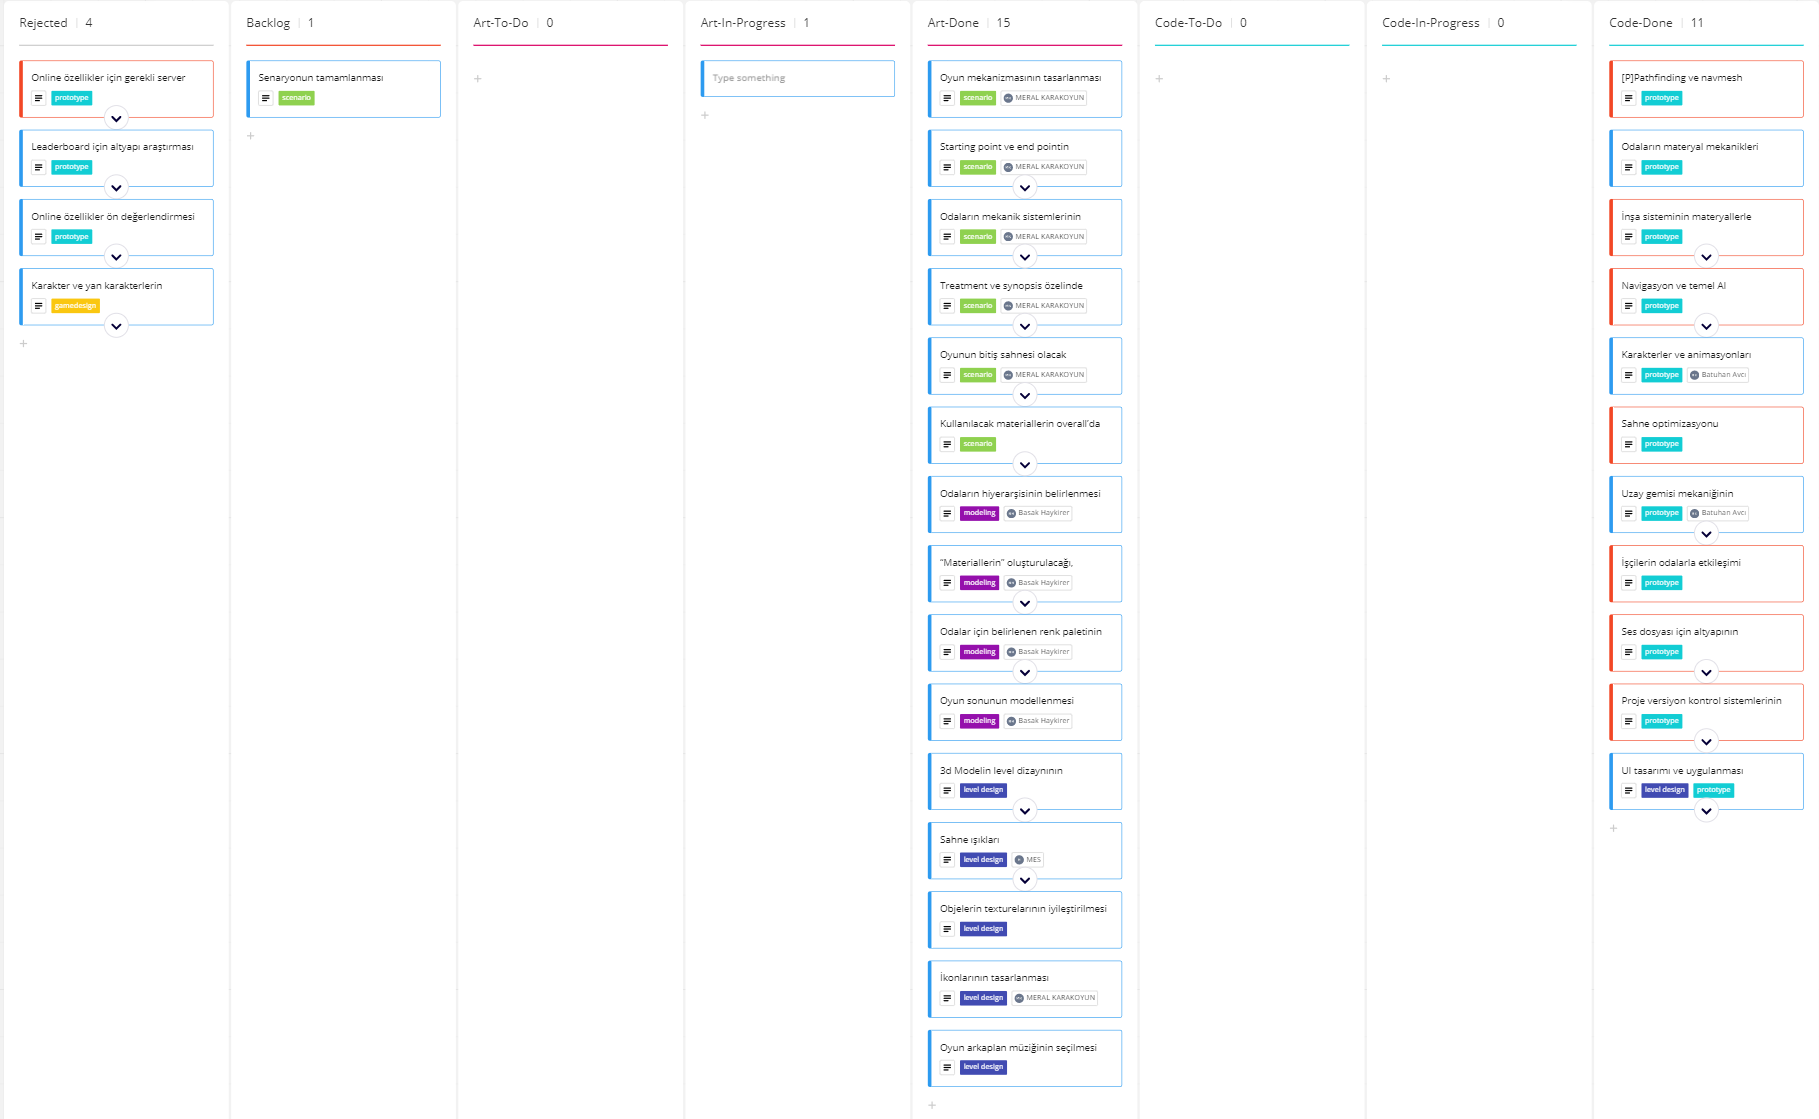 Rejected 4
Online özellikler için gerekli server
prototype
Leaderboard için altyapı araştırması
prototype
Online özellikler ön değerlendirmesi
prototype
Karakter ve yan karakterlerin
gamedesign
+
Backlog 1
Senaryonun tamamlanması
scenario
+
Art-To-Do 0
+
Art-In-Progress 1
Type something
+
Art-Done 15
Oyun mekanizmasının tasarlanması
scenario MERAL KARAKOYUN
Starting point ve end pointin
scenario MERAL KARAKOYUN
Odaların mekanik sistemlerinin
scenario MERAL KARAKOYUN
Treatment ve synopsis özelinde
scenario MERAL KARAKOYUN
Oyunun bitiş sahnesi olacak
scenario MERAL KARAKOYUN
Kullanılacak materiallerin overall'da
scenario
Odaların hiyerarşisinin belirlenmesi
modeling Basak Haykirer
"Materiallerin" oluşturulacağı,
modeling Basak Haykirer
Odalar için belirlenen renk paletinin
modeling Basak Haykirer
Oyun sonunun modellenmesi
modeling Basak Haykirer
3d Modelin level dizaynının
level design
Sahne ışıkları
level design MES
Objelerin texturelarının iyileştirilmesi
level design
İkonlarının tasarlanması
level design MERAL KARAKOYUN
Oyun arkaplan müziğinin seçilmesi
level design
+
Code-To-Do 0
+
Code-In-Progress 0
+
Code-Done 11
[P]Pathfinding ve navmesh
prototype
Odaların materyal mekanikleri
prototype
İnşa sisteminin materyallerle
prototype
Navigasyon ve temel AI
prototype
Karakterler ve animasyonları
prototype Batuhan Avcı
Sahne optimizasyonu
prototype
Uzay gemisi mekaniğinin
prototype Batuhan Avcı
İşçilerin odalarla etkileşimi
prototype
Ses dosyası için altyapının
prototype
Proje versiyon kontrol sistemlerinin
prototype
UI tasarımı ve uygulanması
level design prototype
+